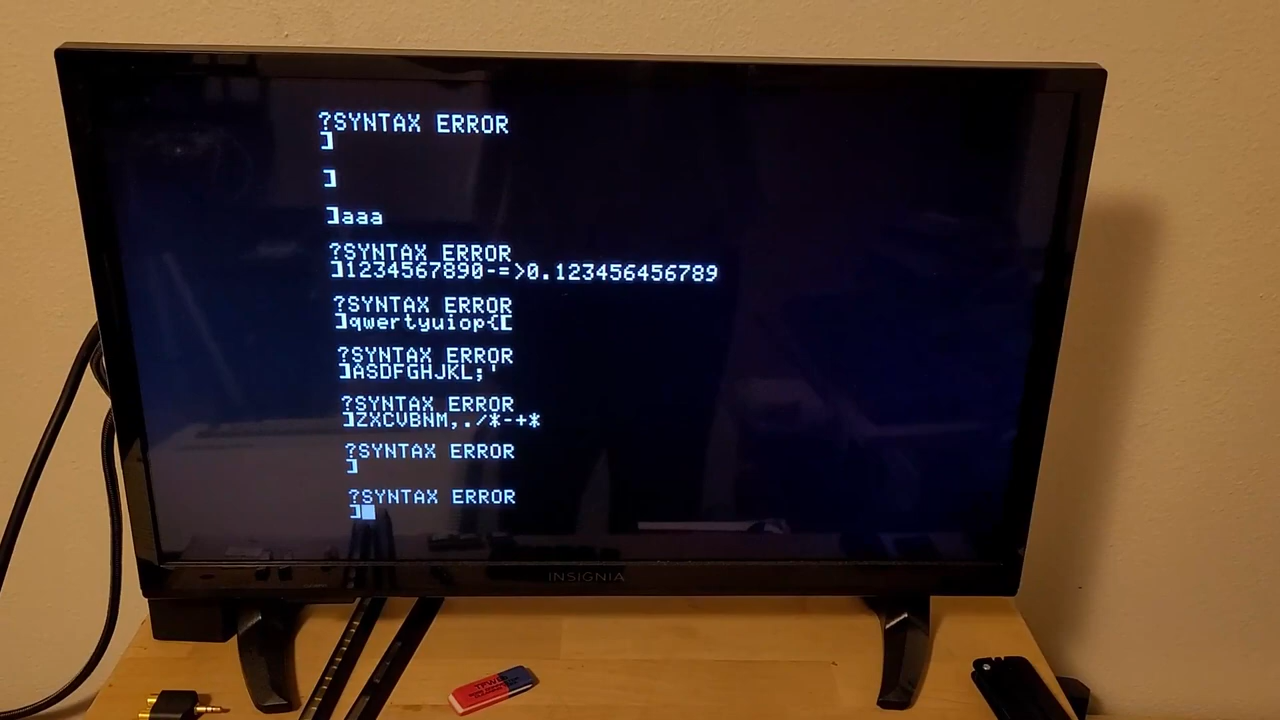 ?SYNTAX ERROR
]
]
]aaa
?SYNTAX ERROR
]1234567890-=>0.123456456789
?SYNTAX ERROR
]qwertyuiop{[
?SYNTAX ERROR
]ASDFGHJKL;'
?SYNTAX ERROR
]ZXCVBNM,./*-+*
?SYNTAX ERROR
]
?SYNTAX ERROR
]
INSIGNIA